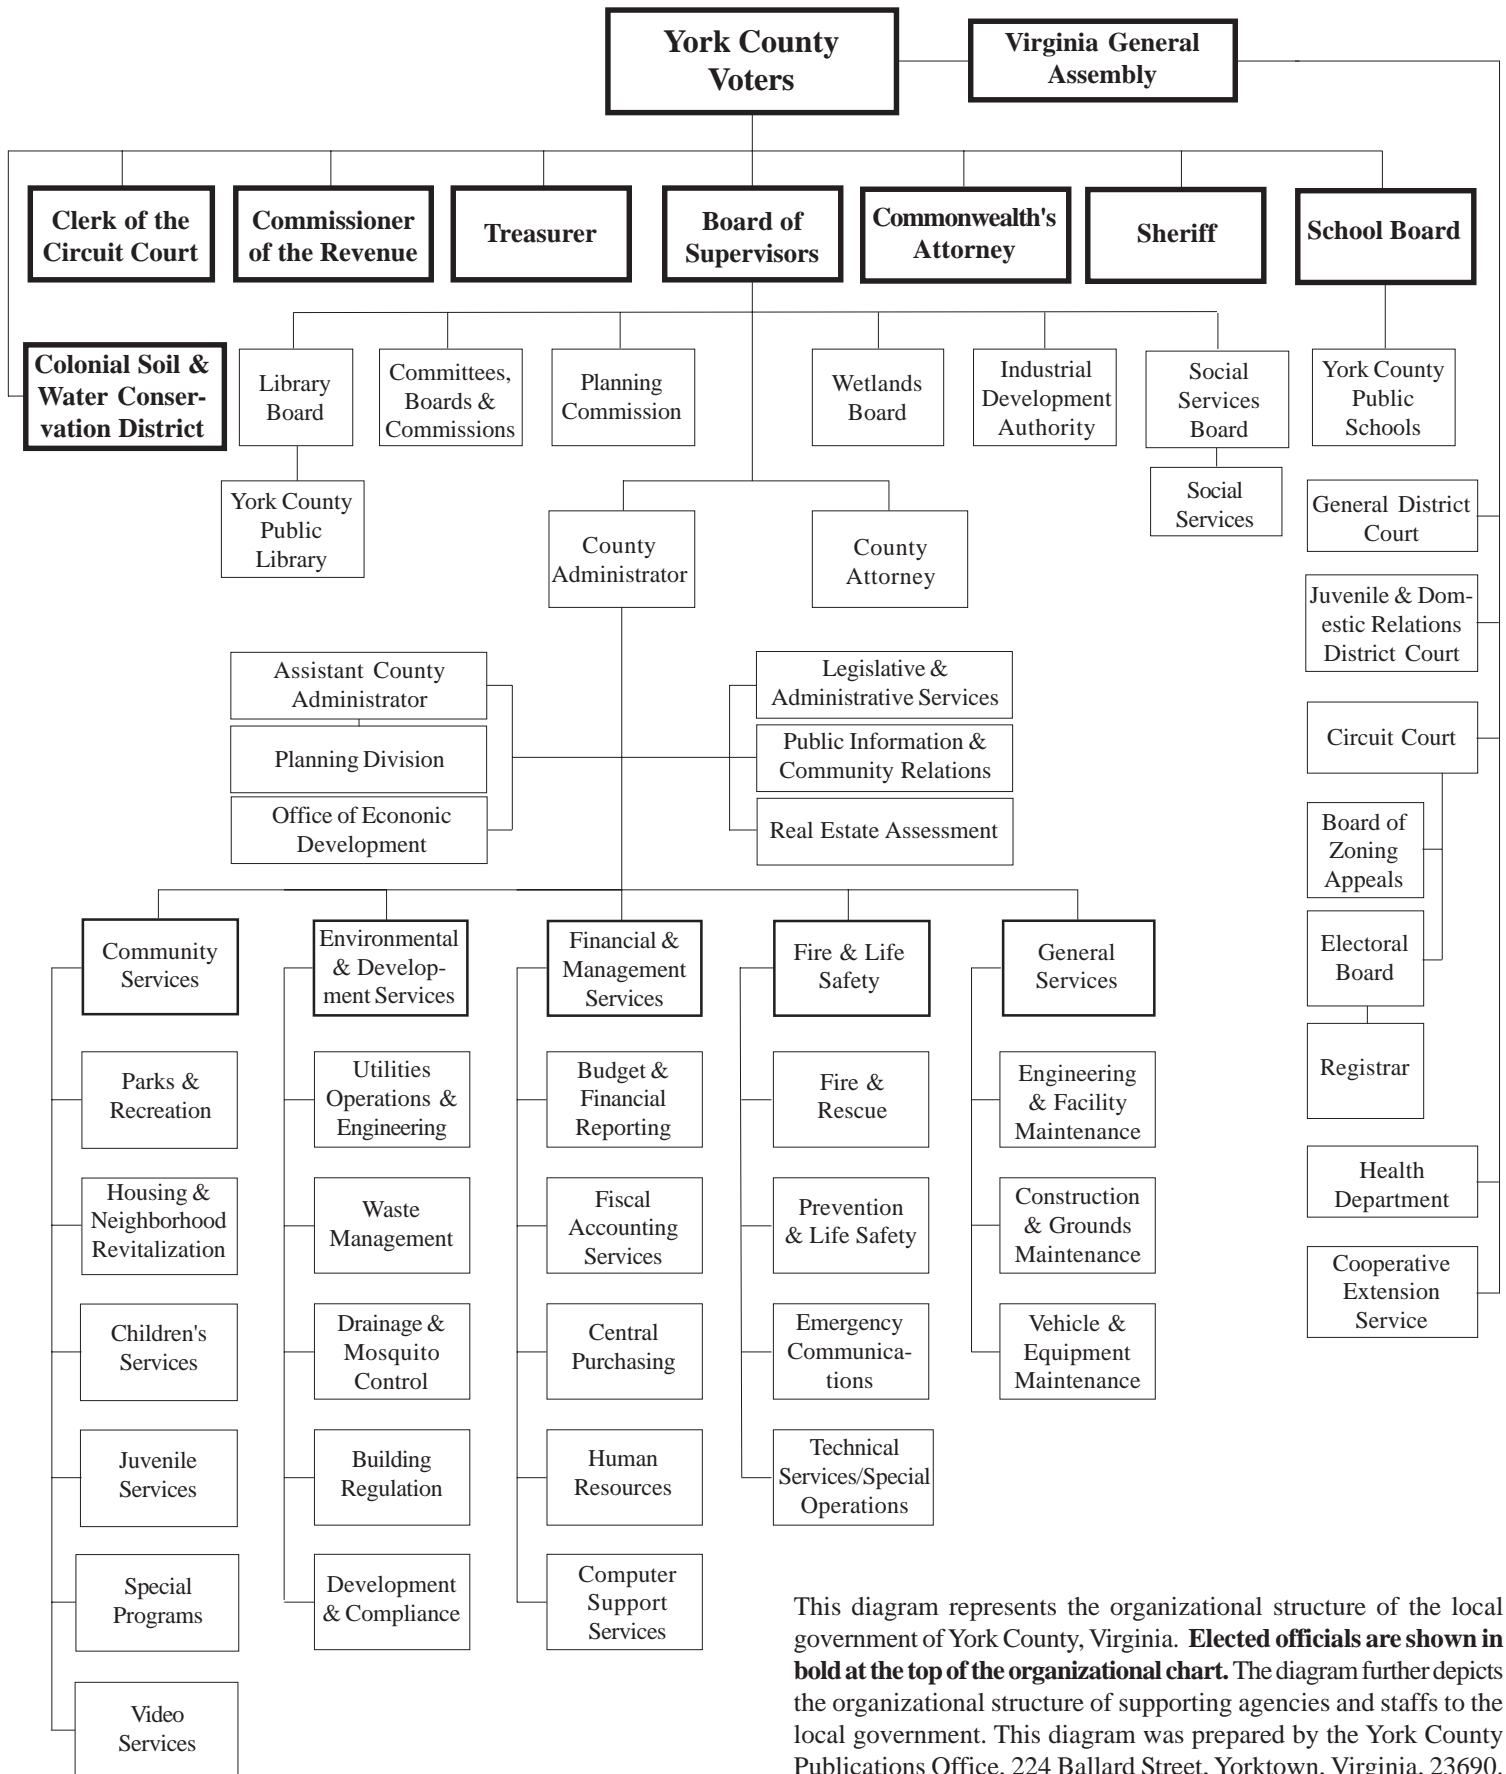 York County
Voters
Virginia General
Assembly
Clerk of the
Circuit Court
Commissioner
of the Revenue
Treasurer
Board of
Supervisors
Commonwealth's
Attorney
Sheriff
School Board
Colonial Soil &
Water Conser-
vation District
Library
Board
Committees,
Boards &
Commissions
Planning
Commission
Wetlands
Board
Industrial
Development
Authority
Social
Services
Board
York County
Public
Schools
York County
Public
Library
Social
Services
County
Administrator
County
Attorney
General District
Court
Juvenile & Dom-
estic Relations
District Court
Assistant County
Administrator
Planning Division
Office of Econonic
Development
Legislative &
Administrative Services
Public Information &
Community Relations
Real Estate Assessment
Circuit Court
Board of
Zoning
Appeals
Electoral
Board
Registrar
Health
Department
Cooperative
Extension
Service
Community
Services
Parks &
Recreation
Housing &
Neighborhood
Revitalization
Children's
Services
Juvenile
Services
Special
Programs
Video
Services
Environmental
& Develop-
ment Services
Utilities
Operations &
Engineering
Waste
Management
Drainage &
Mosquito
Control
Building
Regulation
Development
& Compliance
Financial &
Management
Services
Budget &
Financial
Reporting
Fiscal
Accounting
Services
Central
Purchasing
Human
Resources
Computer
Support
Services
Fire & Life
Safety
Fire &
Rescue
Prevention
& Life Safety
Emergency
Communica-
tions
Technical
Services/Special
Operations
General
Services
Engineering
& Facility
Maintenance
Construction
& Grounds
Maintenance
Vehicle &
Equipment
Maintenance
This diagram represents the organizational structure of the local
government of York County, Virginia. Elected officials are shown in
bold at the top of the organizational chart. The diagram further depicts
the organizational structure of supporting agencies and staffs to the
local government. This diagram was prepared by the York County
Publications Office, 224 Ballard Street, Yorktown, Virginia, 23690.